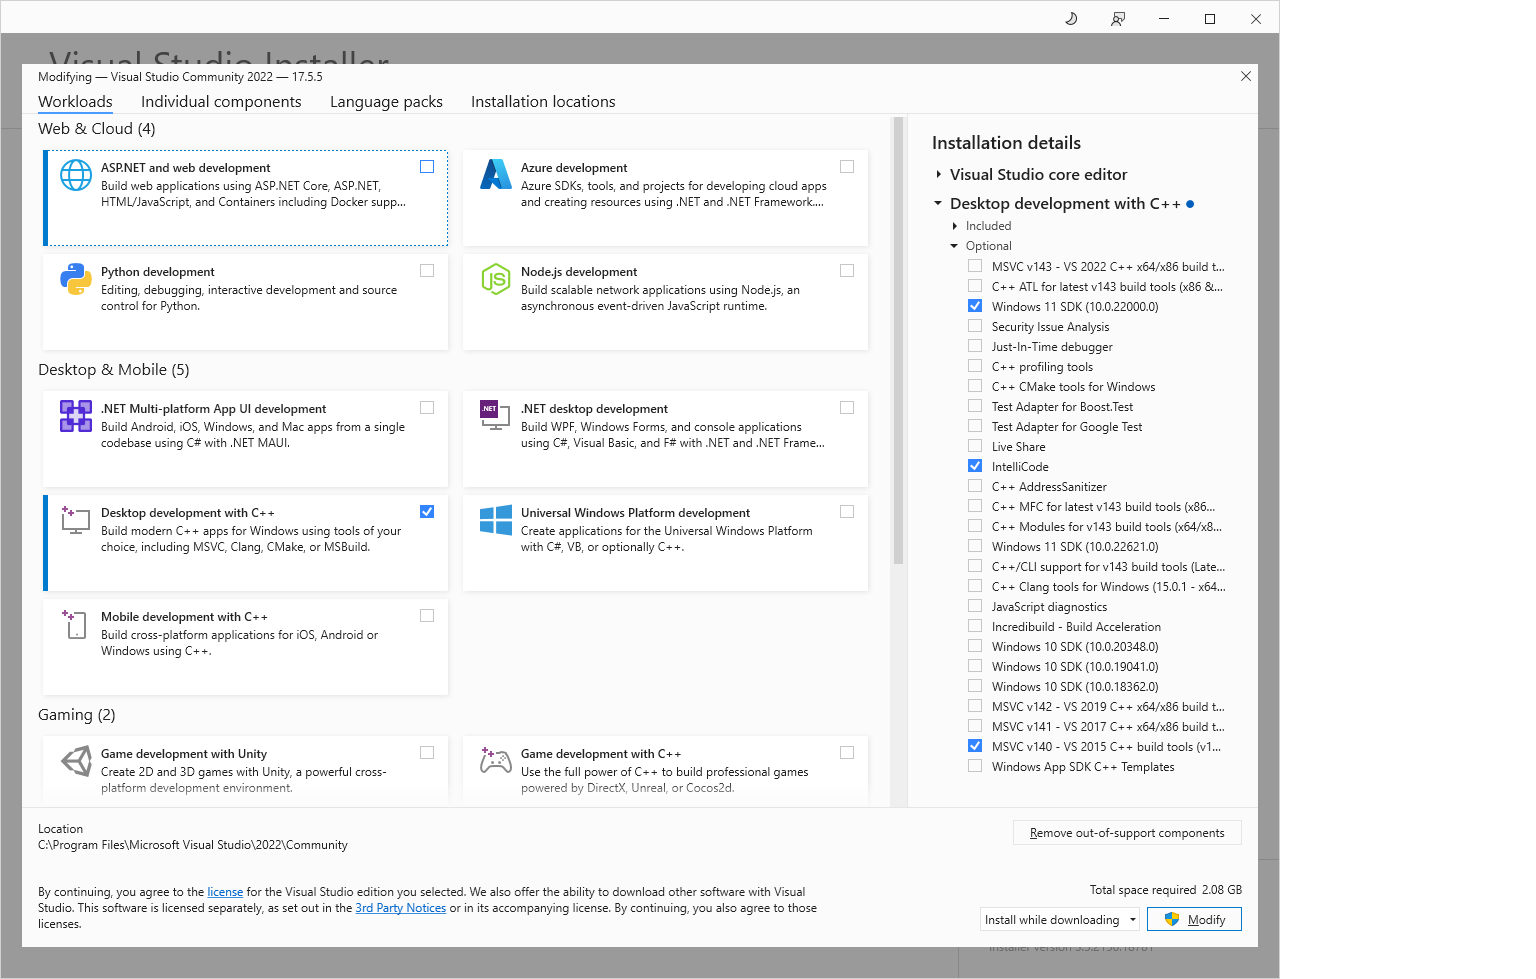 Visual Studio Installer
Modifying — Visual Studio Community 2022 — 17.5.5
Workloads
Individual components
Language packs
Installation locations
Web & Cloud (4)
ASP.NET and web development
Build web applications using ASP.NET Core, ASP.NET,
HTML/JavaScript, and Containers including Docker supp...
Azure development
Azure SDKs, tools, and projects for developing cloud apps
and creating resources using .NET and .NET Framework....
Python development
Editing, debugging, interactive development and source
control for Python.
Node.js development
Build scalable network applications using Node.js, an
asynchronous event-driven JavaScript runtime.
Desktop & Mobile (5)
.NET Multi-platform App UI development
Build Android, iOS, Windows, and Mac apps from a single
codebase using C# with .NET MAUI.
.NET
.NET desktop development
Build WPF, Windows Forms, and console applications
using C#, Visual Basic, and F# with .NET and .NET Frame...
Desktop development with C++
Build modern C++ apps for Windows using tools of your
choice, including MSVC, Clang, CMake, or MSBuild.
Universal Windows Platform development
Create applications for the Universal Windows Platform
with C#, VB, or optionally C++.
Mobile development with C++
Build cross-platform applications for iOS, Android or
Windows using C++.
Gaming (2)
Game development with Unity
Create 2D and 3D games with Unity, a powerful cross-
platform development environment.
Game development with C++
Use the full power of C++ to build professional games
powered by DirectX, Unreal, or Cocos2d.
Installation details
Visual Studio core editor
Desktop development with C++
Included
Optional
MSVC v143 - VS 2022 C++ x64/x86 build t...
C++ ATL for latest v143 build tools (x86 &...
Windows 11 SDK (10.0.22000.0)
Security Issue Analysis
Just-In-Time debugger
C++ profiling tools
C++ CMake tools for Windows
Test Adapter for Boost.Test
Test Adapter for Google Test
Live Share
IntelliCode
C++ AddressSanitizer
C++ MFC for latest v143 build tools (x86...
C++ Modules for v143 build tools (x64/x8...
Windows 11 SDK (10.0.22621.0)
C++/CLI support for v143 build tools (Late...
C++ Clang tools for Windows (15.0.1 - x64...
JavaScript diagnostics
Incredibuild - Build Acceleration
Windows 10 SDK (10.0.20348.0)
Windows 10 SDK (10.0.19041.0)
Windows 10 SDK (10.0.18362.0)
MSVC v142 - VS 2019 C++ x64/x86 build t...
MSVC v141 - VS 2017 C++ x64/x86 build t...
MSVC v140 - VS 2015 C++ build tools (v1...
Windows App SDK C++ Templates
Location
C:\Program Files\Microsoft Visual Studio\2022\Community
Remove out-of-support components
By continuing, you agree to the license for the Visual Studio edition you selected. We also offer the ability to download other software with Visual
Studio. This software is licensed separately, as set out in the 3rd Party Notices or in its accompanying license. By continuing, you also agree to those
licenses.
Total space required 2.08 GB
Install while downloading
Modify